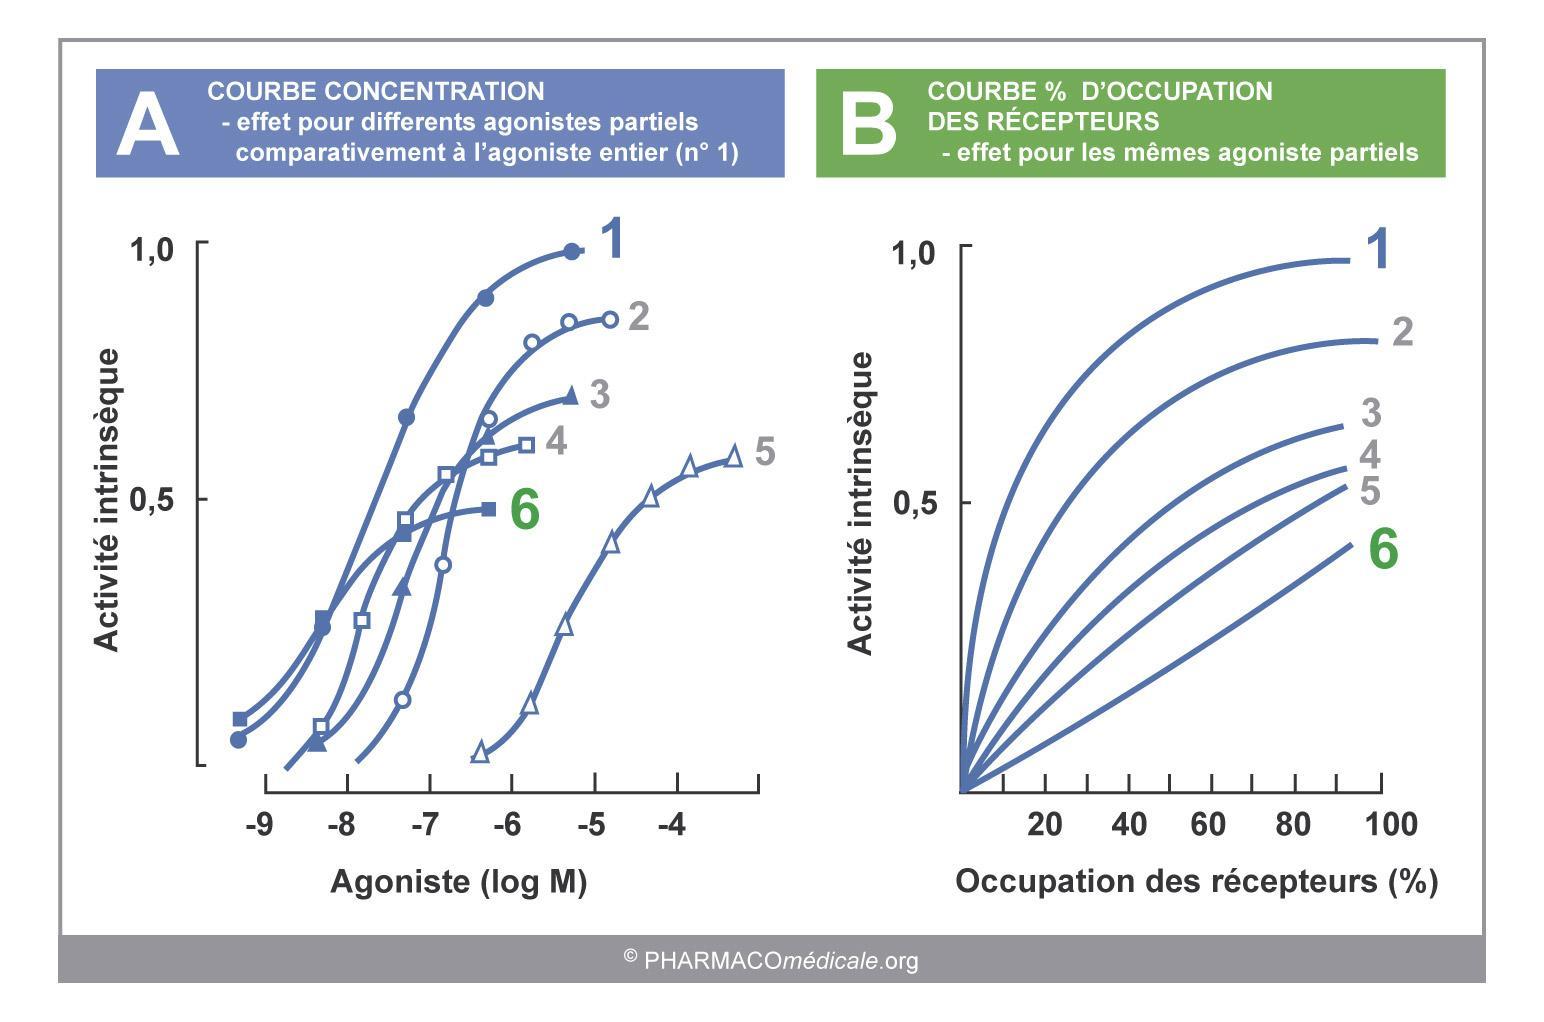 A
COURBE CONCENTRATION
- effet pour differents agonistes partiels
comparativement à l’agoniste entier (n° 1)
1,0
0,5
Activité intrinsèque
1
2
3
4
5
6
-9 -8 -7 -6 -5 -4
Agoniste (log M)
B
COURBE % D’OCCUPATION
DES RÉCEPTEURS
- effet pour les mêmes agoniste partiels
1,0
0,5
Activité intrinsèque
1
2
3
4
5
6
20 40 60 80 100
Occupation des récepteurs (%)
© PHARMACOmédicale.org